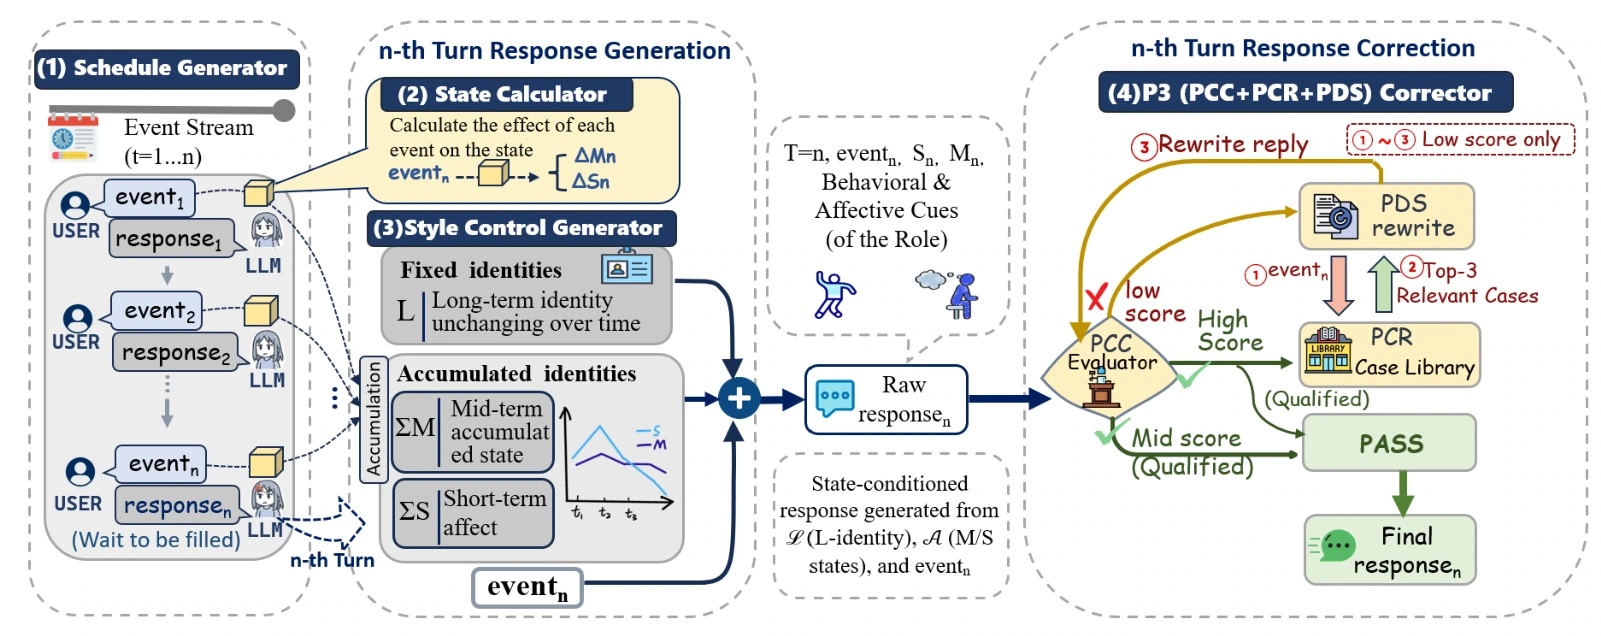 (1) Schedule Generator
Event Stream
(t=1...n)
event1
USER
response1
LLM
event2
USER
response2
LLM
eventn
USER
responsen
LLM
(Wait to be filled)
n-th Turn
n-th Turn Response Generation
(2) State Calculator
Calculate the effect of each
event on the state
eventn
ΔMn
ΔSn
(3)Style Control Generator
Fixed identities
L
Long-term identity
unchanging over time
Accumulation
Accumulated identities
ΣM
Mid-term
accumulat
ed state
ΣS
Short-term
affect
S
M
t1 t2 t3
eventn
T=n, eventn, Sn, Mn,
Behavioral &
Affective Cues
(of the Role)
Raw
responsen
State-conditioned
response generated from
ℒ (L-identity), 𝒜 (M/S
states), and eventn
n-th Turn Response Correction
(4)P3 (PCC+PCR+PDS) Corrector
③Rewrite reply
①~③ Low score only
PDS
rewrite
①eventn
②Top-3
Relevant Cases
low
score
High
Score
PCC
Evaluator
LIBRARY
PCR
Case Library
(Qualified)
Mid score
(Qualified)
PASS
Final
responsen